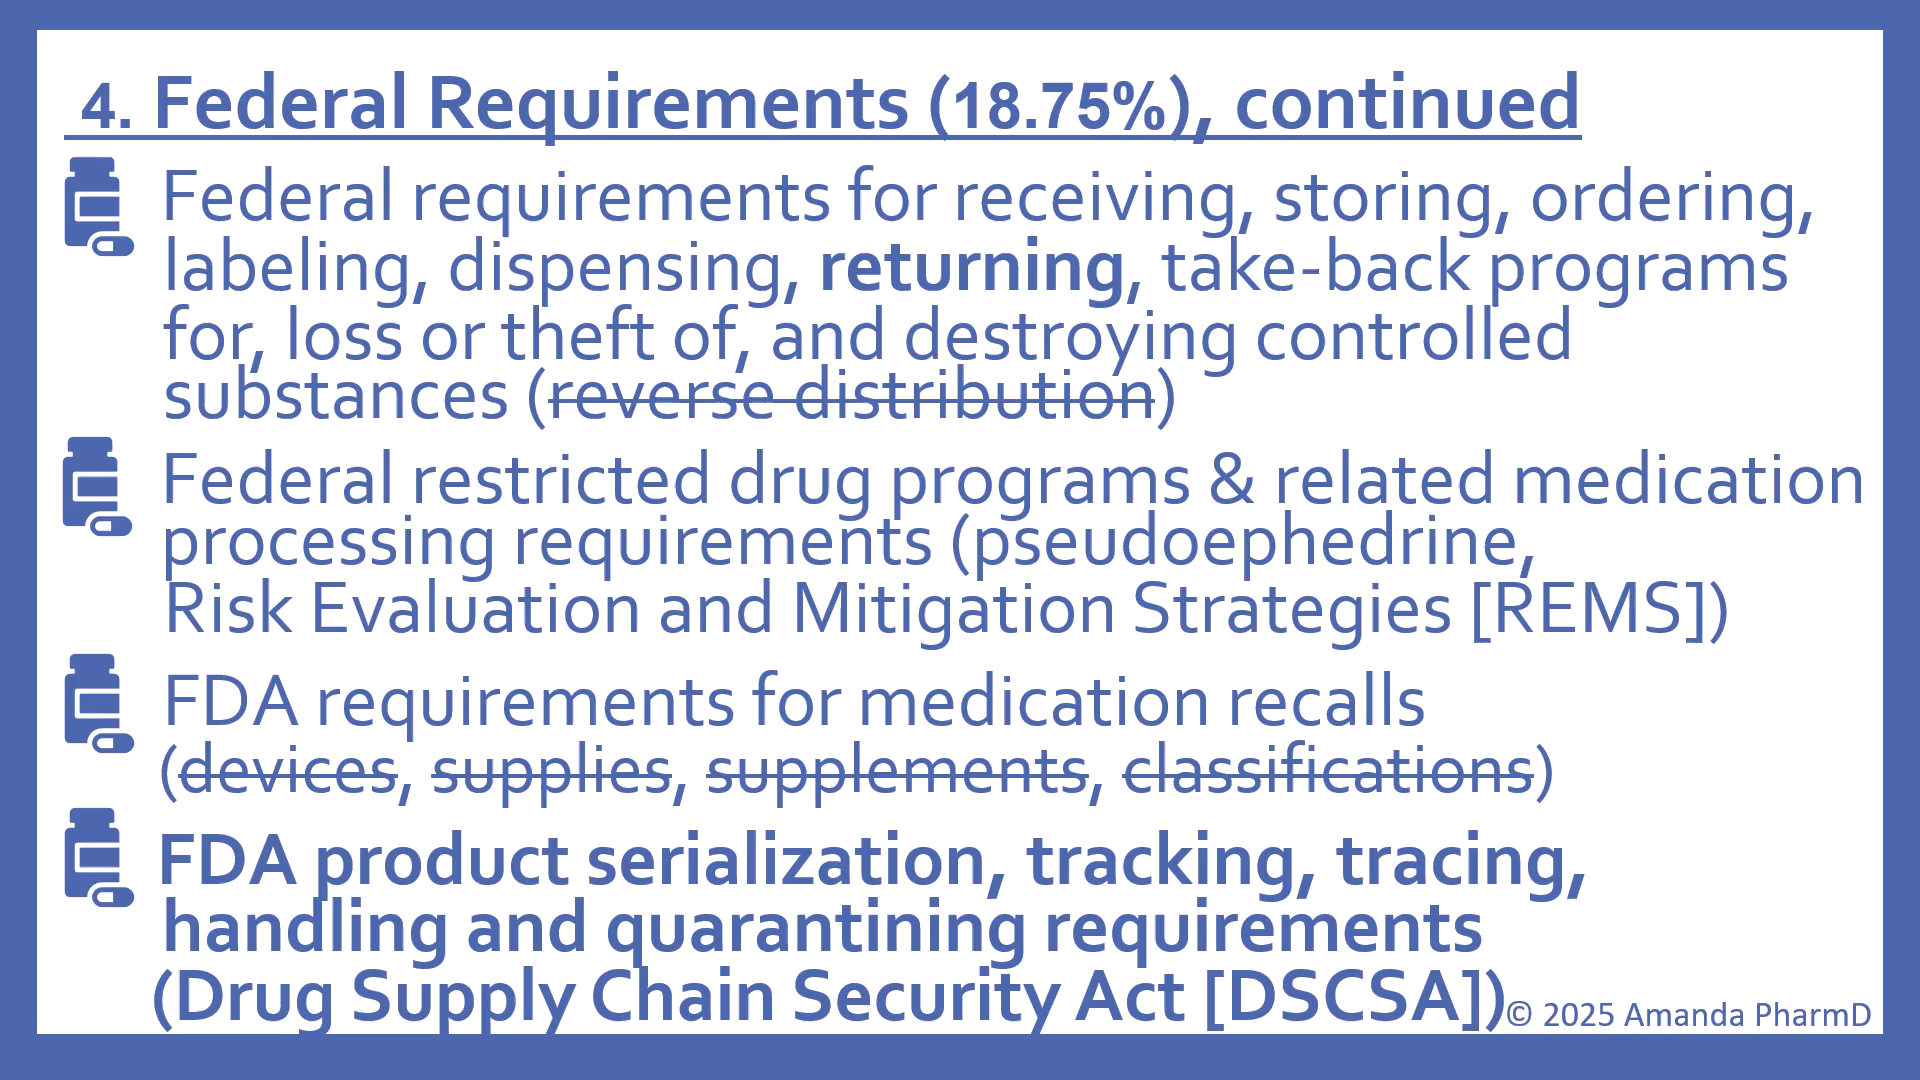 4. Federal Requirements (18.75%), continued
Federal requirements for receiving, storing, ordering,
labeling, dispensing, returning, take-back programs
for, loss or theft of, and destroying controlled
substances (reverse distribution)
Federal restricted drug programs & related medication
processing requirements (pseudoephedrine,
Risk Evaluation and Mitigation Strategies [REMS])
FDA requirements for medication recalls
(devices, supplies, supplements, classifications)
FDA product serialization, tracking, tracing,
handling and quarantining requirements
(Drug Supply Chain Security Act [DSCSA])
© 2025 Amanda PharmD